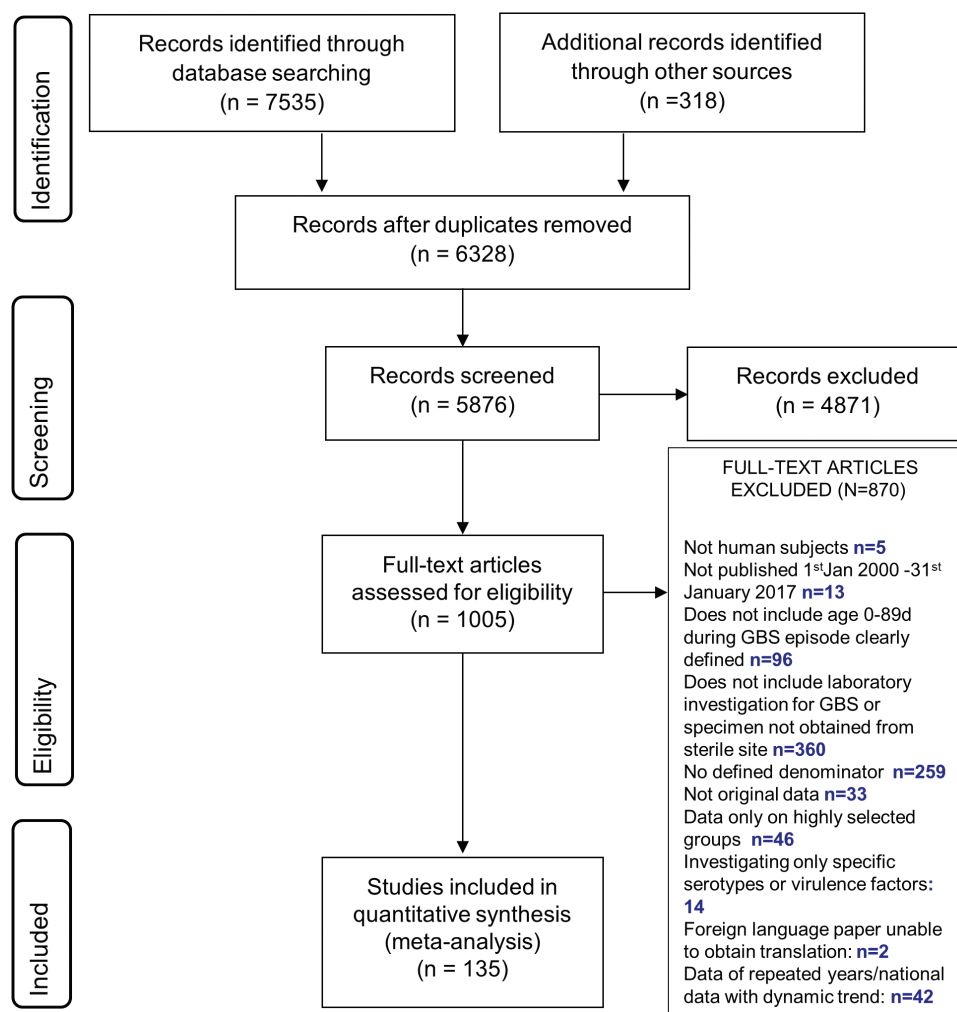 Identification
Records identified through
database searching
(n = 7535)
Additional records identified
through other sources
(n =318)
Records after duplicates removed
(n = 6328)
Screening
Records screened
(n = 5876)
Records excluded
(n = 4871)
Eligibility
Full-text articles
assessed for eligibility
(n = 1005)
FULL-TEXT ARTICLES
EXCLUDED (N=870)
Not human subjects n=5
Not published 1stJan 2000 -31st
January 2017 n=13
Does not include age 0-89d
during GBS episode clearly
defined n=96
Does not include laboratory
investigation for GBS or
specimen not obtained from
sterile site n=360
No defined denominator n=259
Not original data n=33
Data only on highly selected
groups n=46
Investigating only specific
serotypes or virulence factors:
14
Foreign language paper unable
to obtain translation: n=2
Data of repeated years/national
data with dynamic trend: n=42
Included
Studies included in
quantitative synthesis
(meta-analysis)
n = 135